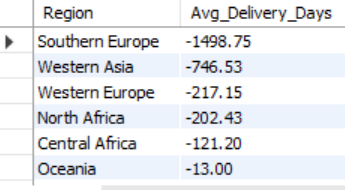 Region Avg_Delivery_Days
Southern Europe -1498.75
Western Asia -746.53
Western Europe -217.15
North Africa -202.43
Central Africa -121.20
Oceania -13.00